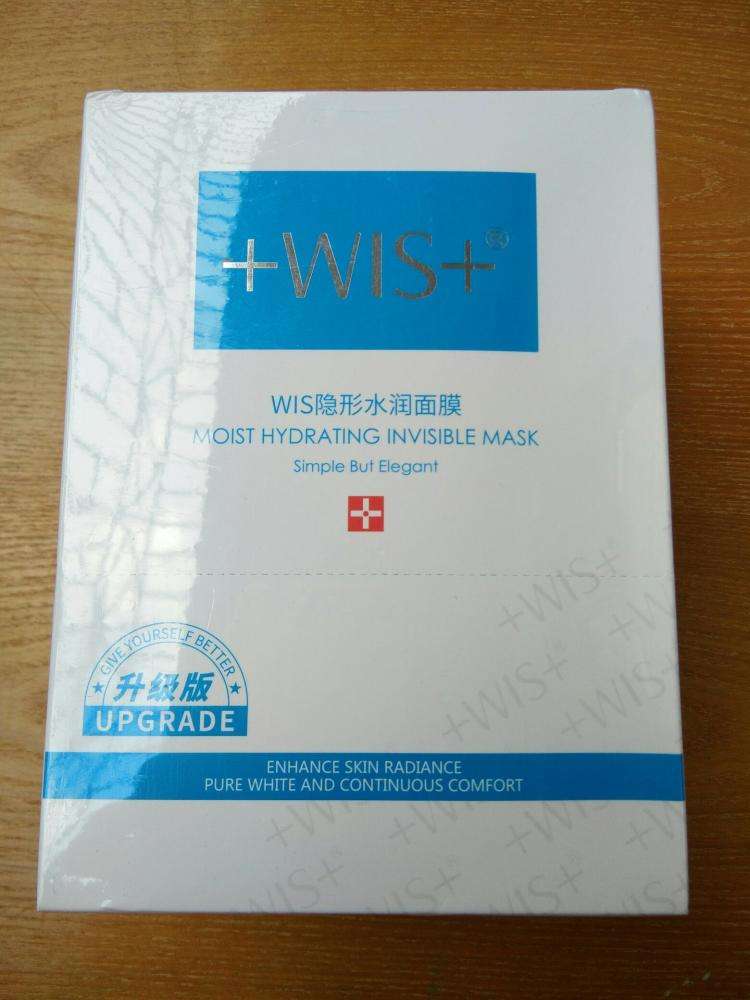 +WIS+®
WIS隐形水润面膜
MOIST HYDRATING INVISIBLE MASK
Simple But Elegant
+WIS+
+WIS+
GIVE YOURSELF BETTER
升级版
UPGRADE
ENHANCE SKIN RADIANCE
PURE WHITE AND CONTINUOUS COMFORT
+WIS+
+WIS+